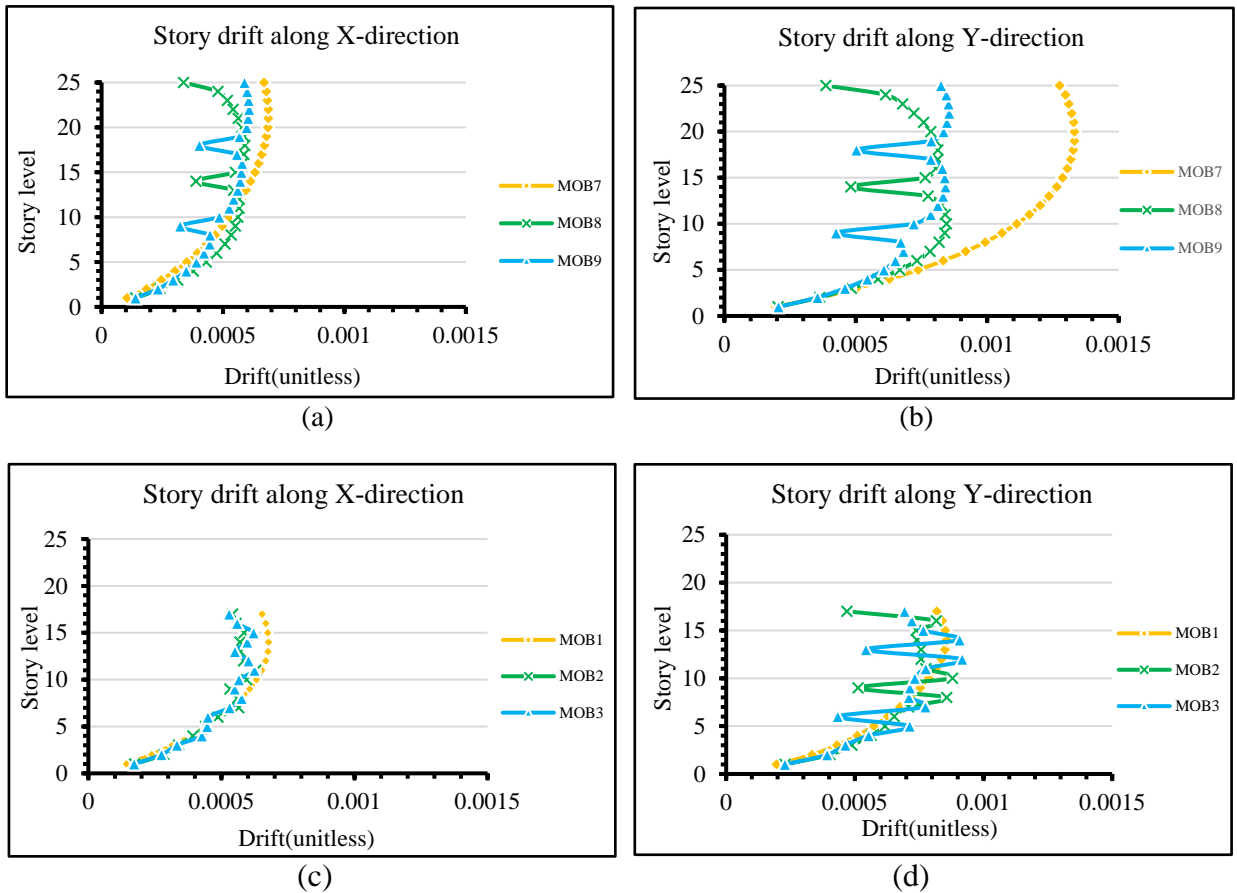 Story drift along X-direction
25
20
15
10
5
0
Story level
0 0.0005 0.001 0.0015
Drift(unitless)
MOB7
MOB8
MOB9
(a)
Story drift along Y-direction
25
20
15
10
5
0
Story level
0 0.0005 0.001 0.0015
Drift(unitless)
MOB7
MOB8
MOB9
(b)
Story drift along X-direction
25
20
15
10
5
0
Story level
0 0.0005 0.001 0.0015
Drift(unitless)
MOB1
MOB2
MOB3
(c)
Story drift along Y-direction
25
20
15
10
5
0
Story level
0 0.0005 0.001 0.0015
Drift(unitless)
MOB1
MOB2
MOB3
(d)